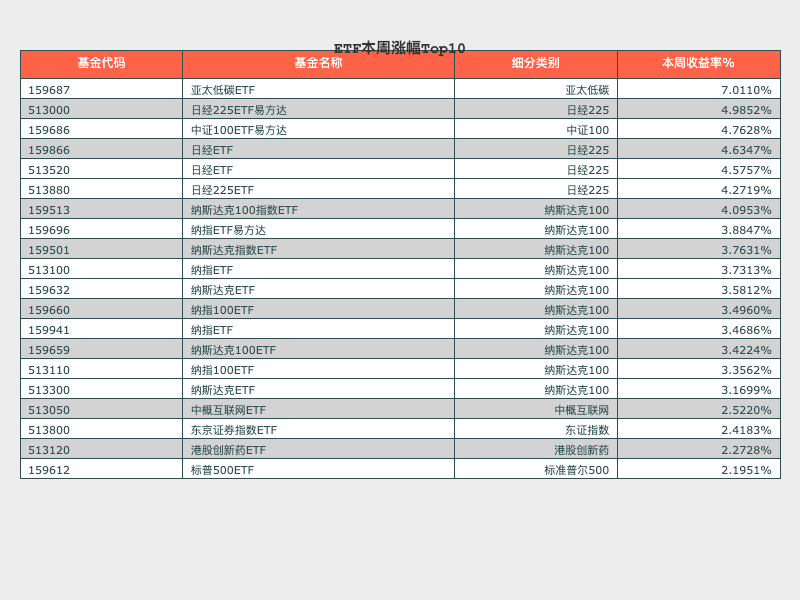 ETF本周涨幅Top10
基金代码 基金名称 细分类别 本周收益率%
159687 亚太低碳ETF 亚太低碳 7.0110%
513000 日经225ETF易方达 日经225 4.9852%
159686 中证100ETF易方达 中证100 4.7628%
159866 日经ETF 日经225 4.6347%
513520 日经ETF 日经225 4.5757%
513880 日经225ETF 日经225 4.2719%
159513 纳斯达克100指数ETF 纳斯达克100 4.0953%
159696 纳指ETF易方达 纳斯达克100 3.8847%
159501 纳斯达克指数ETF 纳斯达克100 3.7631%
513100 纳指ETF 纳斯达克100 3.7313%
159632 纳斯达克ETF 纳斯达克100 3.5812%
159660 纳指100ETF 纳斯达克100 3.4960%
159941 纳指ETF 纳斯达克100 3.4686%
159659 纳斯达克100ETF 纳斯达克100 3.4224%
513110 纳指100ETF 纳斯达克100 3.3562%
513300 纳斯达克ETF 纳斯达克100 3.1699%
513050 中概互联网ETF 中概互联网 2.5220%
513800 东京证券指数ETF 东证指数 2.4183%
513120 港股创新药ETF 港股创新药 2.2728%
159612 标普500ETF 标准普尔500 2.1951%